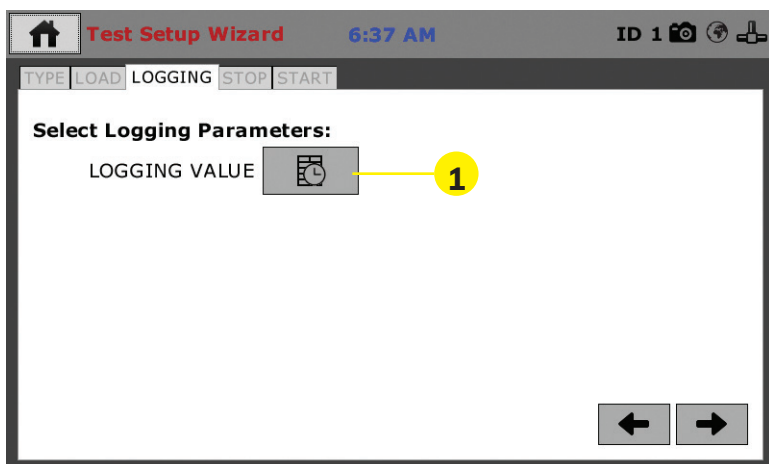 Test Setup Wizard 6:37 AM ID 1
TYPE LOAD LOGGING STOP START
Select Logging Parameters:
LOGGING VALUE 1